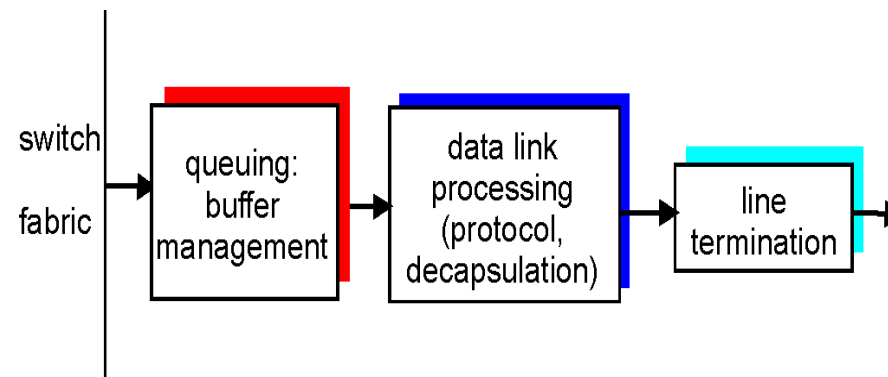 switch
fabric
queuing:
buffer
management
data link
processing
(protocol,
decapsulation)
line
termination